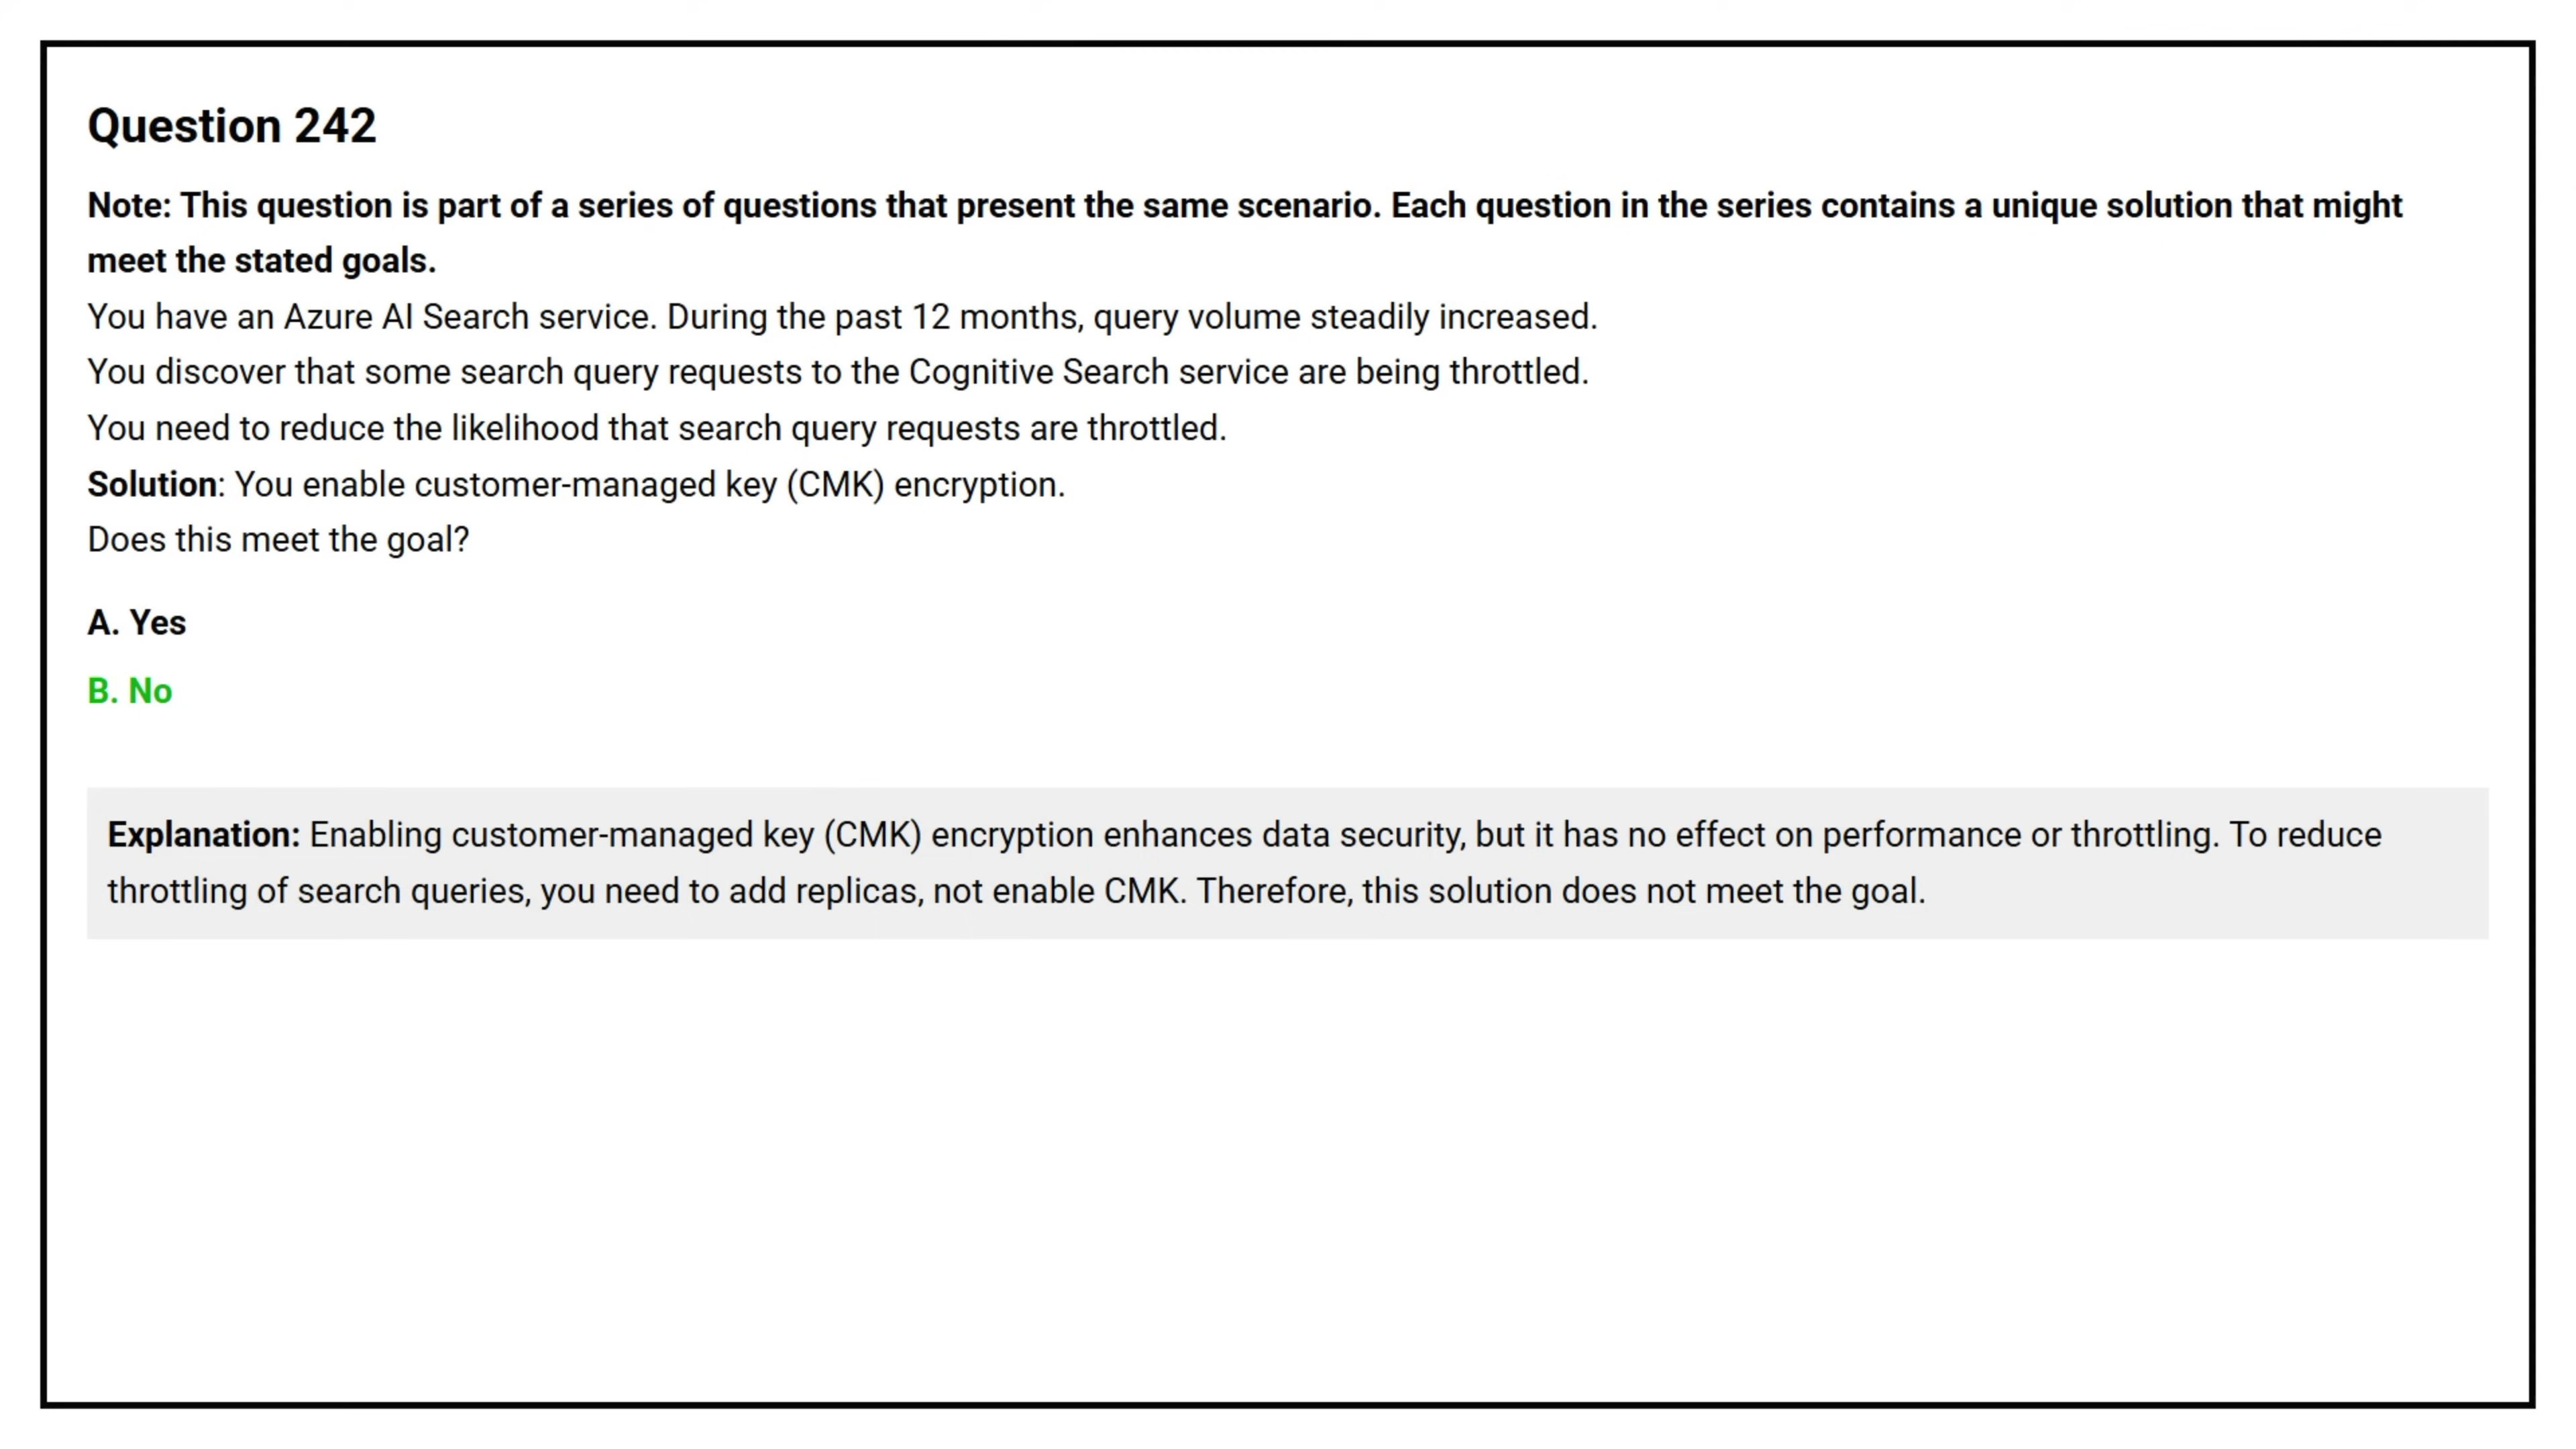 Question 242
Note: This question is part of a series of questions that present the same scenario. Each question in the series contains a unique solution that might
meet the stated goals.
You have an Azure AI Search service. During the past 12 months, query volume steadily increased.
You discover that some search query requests to the Cognitive Search service are being throttled.
You need to reduce the likelihood that search query requests are throttled.
Solution: You enable customer-managed key (CMK) encryption.
Does this meet the goal?
A. Yes
B. No
Explanation: Enabling customer-managed key (CMK) encryption enhances data security, but it has no effect on performance or throttling. To reduce
throttling of search queries, you need to add replicas, not enable CMK. Therefore, this solution does not meet the goal.